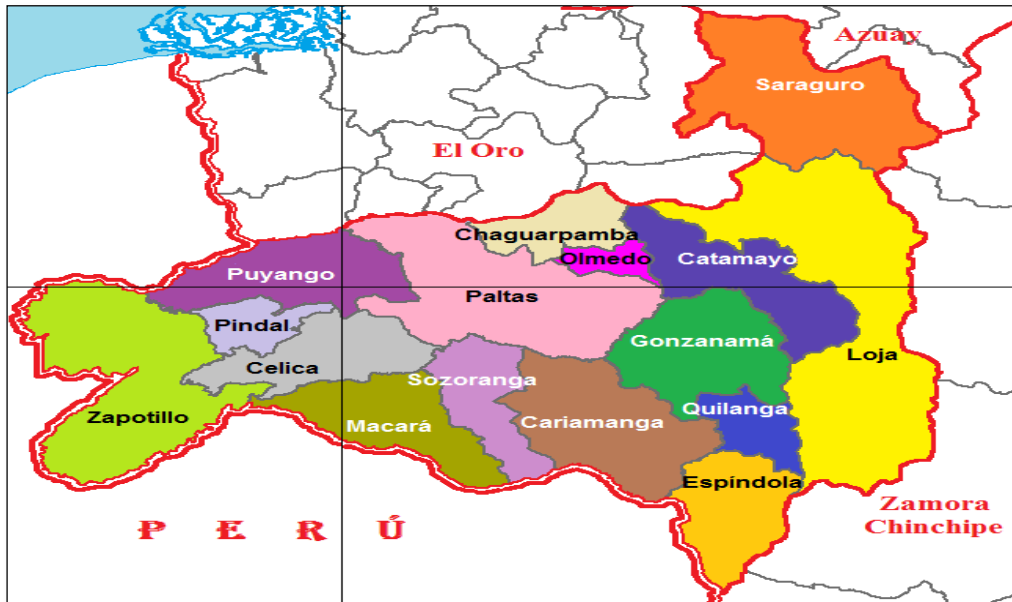 Azuay
Saraguro
El Oro
Chaguarpamba
Olmedo
Catamayo
Puyango
Paltas
Pindal
Gonzanamá
Loja
Celica
Sozoranga
Quilanga
Zapotillo
Macará
Cariamanga
Espíndola
Zamora
Chinchipe
PERÚ